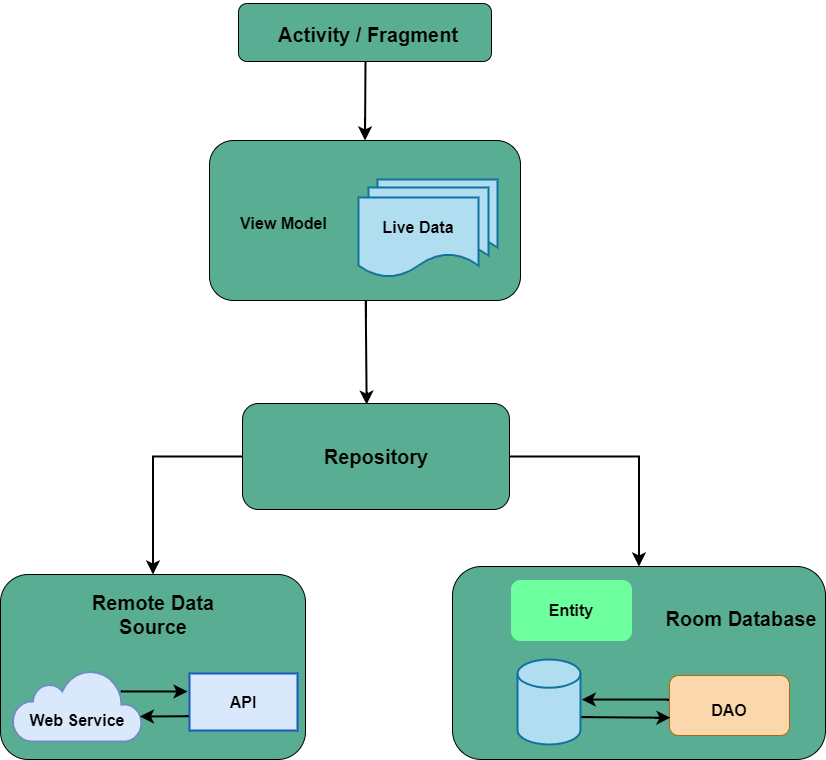 Activity / Fragment
View Model
Live Data
Repository
Remote Data
Source
Web Service
API
Entity
Room Database
DAO